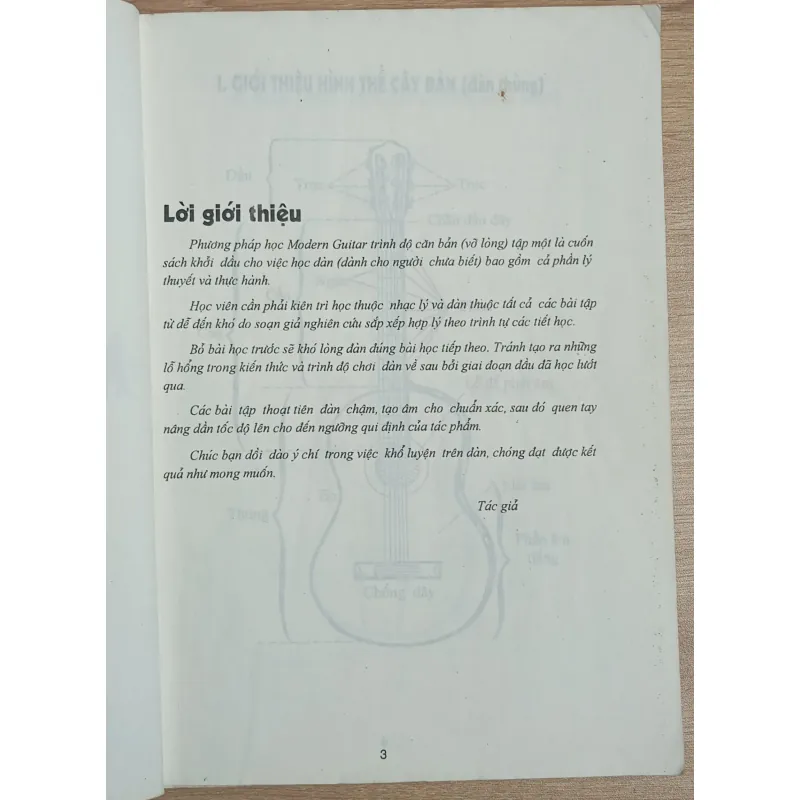 Lời giới thiệu
Phương pháp học Modern Guitar trình độ căn bản (vỡ lòng) tập một là cuốn
sách khởi đầu cho việc học đàn (dành cho người chưa biết) bao gồm cả phần lý
thuyết và thực hành.
Học viên cần phải kiên trì học thuộc nhạc lý và đàn thuộc tất cả các bài tập
từ dễ đến khó do soạn giả nghiên cứu sắp xếp hợp lý theo trình tự các tiết học.
Bỏ bài học trước sẽ khó lòng đàn đúng bài học tiếp theo. Tránh tạo ra những
lỗ hổng trong kiến thức và trình độ chơi đàn về sau bởi giai đoạn đầu đã học lướt
qua.
Các bài tập thoạt tiên đàn chậm, tạo âm cho chuẩn xác, sau đó quen tay
nâng dần tốc độ lên cho đến ngưỡng qui định của tác phẩm.
Chúc bạn dồi dào ý chí trong việc khổ luyện trên đàn, chóng đạt được kết
quả như mong muốn.
Tác giả
3